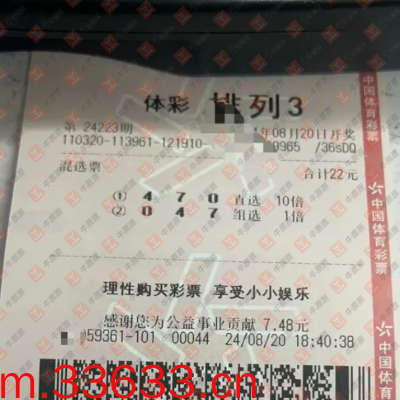 体彩 排列3
第 24223期 年08月20日开奖
110320-113961-121910- 9965 /36sDQ
混选票 合计22元
① 4 7 0 直选 10倍
② 0 4 7 组选 1倍
理性购买彩票 享受小小娱乐
感谢您为公益事业贡献 7.48元
59361-101 00044 24/08/20 18:40:38
中国体育彩票
中国体育彩票
中国体育彩票
m.33633.cn